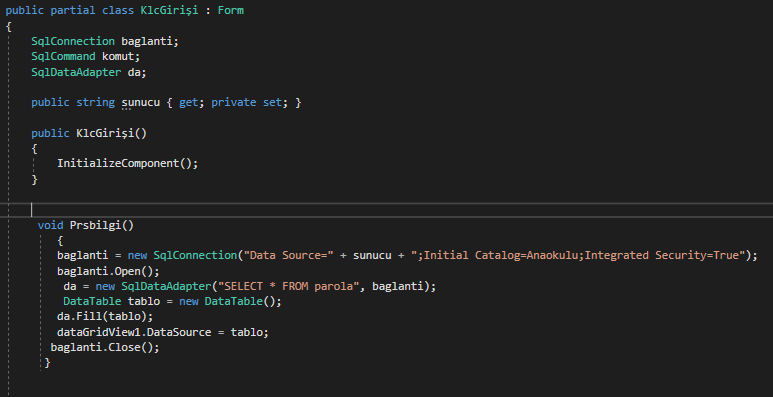 public partial class KlcGirişi : Form
{
SqlConnection baglanti;
SqlCommand komut;
SqlDataAdapter da;
public string sunucu { get; private set; }
public KlcGirişi()
{
InitializeComponent();
}
void Prsbilgi()
{
baglanti = new SqlConnection("Data Source=" + sunucu + ";Initial Catalog=Anaokulu;Integrated Security=True");
baglanti.Open();
da = new SqlDataAdapter("SELECT * FROM parola", baglanti);
DataTable tablo = new DataTable();
da.Fill(tablo);
dataGridView1.DataSource = tablo;
baglanti.Close();
}